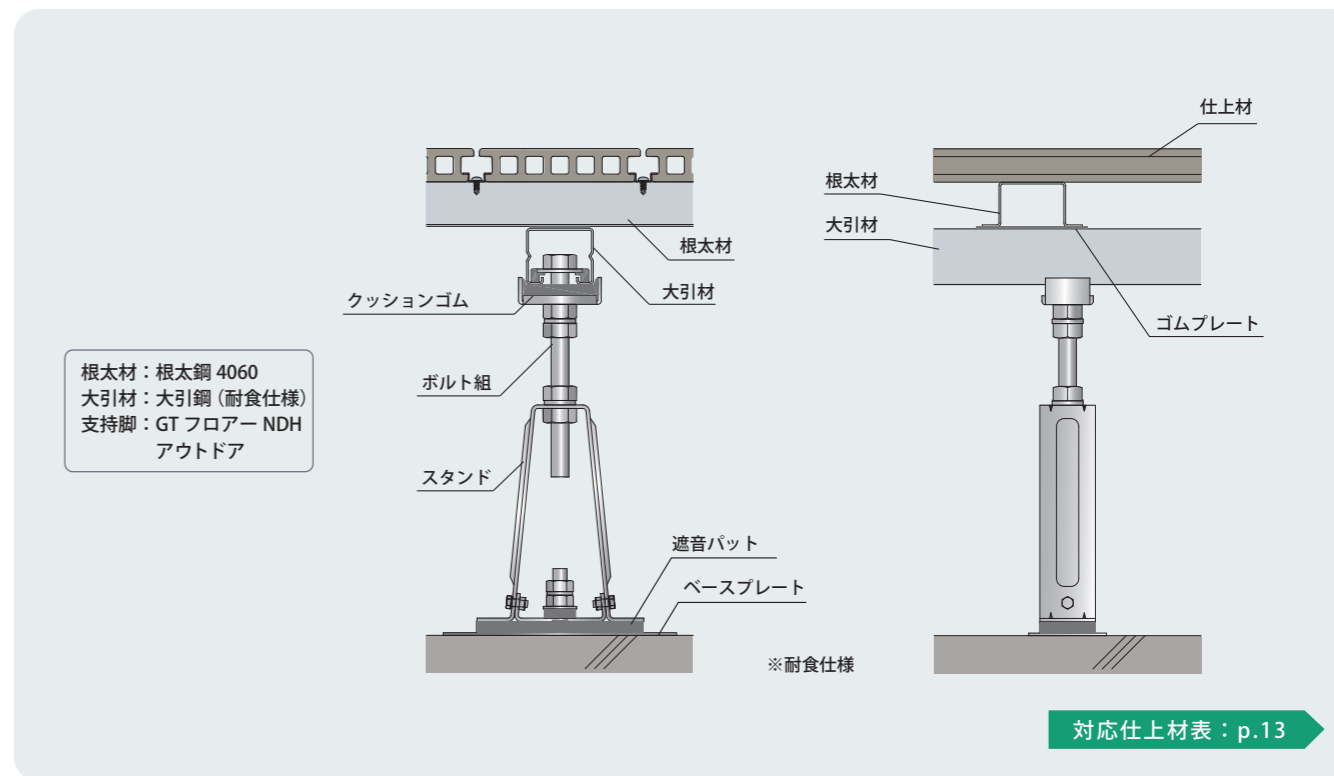 仕上材
根太材
大引材
根太材
大引材
クッションゴム
ゴムプレート
根太材：根太鋼 4060
大引材：大引鋼（耐食仕様）
支持脚：GT フロアー NDH
アウトドア
ボルト組
スタンド
遮音パット
ベースプレート
※耐食仕様
対応仕上材表：p.13